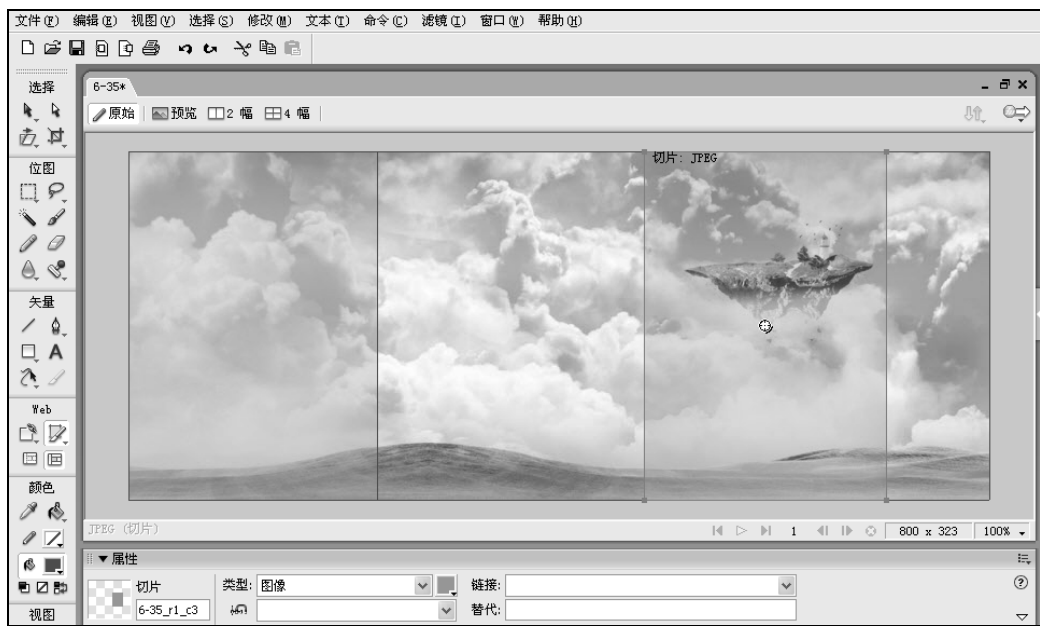 文件(F) 编辑(E) 视图(V) 选择(S) 修改(M) 文本(T) 命令(C) 滤镜(I) 窗口(W) 帮助(H)
选择
6-35*
原始 预览 2 幅 4 幅
位图
切片: JPEG
矢量
A
Web
颜色
JPEG (切片)
1
800 x 323
100%
▼属性
切片
类型: 图像
链接:
6-35_r1_c3
替代:
视图